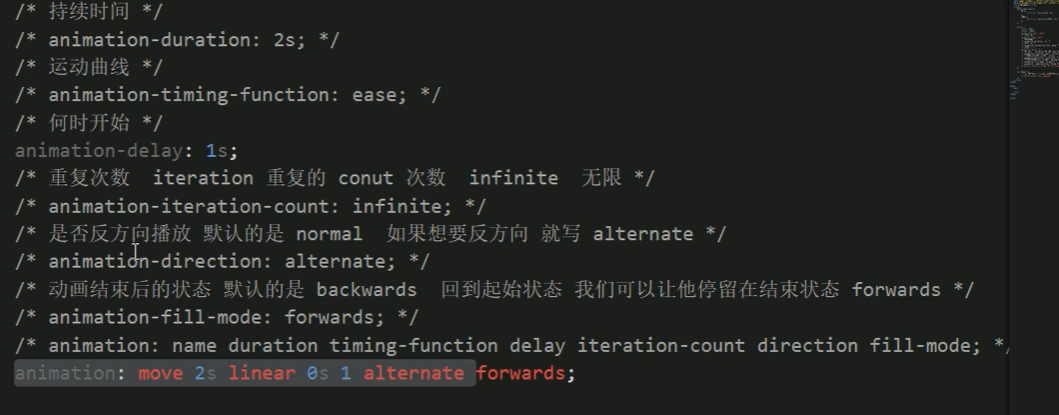 /* 持续时间 */
/* animation-duration: 2s; */
/* 运动曲线 */
/* animation-timing-function: ease; */
/* 何时开始 */
animation-delay: 1s;
/* 重复次数  iteration 重复的 conut 次数  infinite  无限 */
/* animation-iteration-count: infinite; */
/* 是否反方向播放 默认的是 normal  如果想要反方向 就写 alternate */
/* animation-direction: alternate; */
/* 动画结束后的状态 默认的是 backwards  回到起始状态 我们可以让他停留在结束状态 forwards */
/* animation-fill-mode: forwards; */
/* animation: name duration timing-function delay iteration-count direction fill-mode; */
animation: move 2s linear 0s 1 alternate forwards;